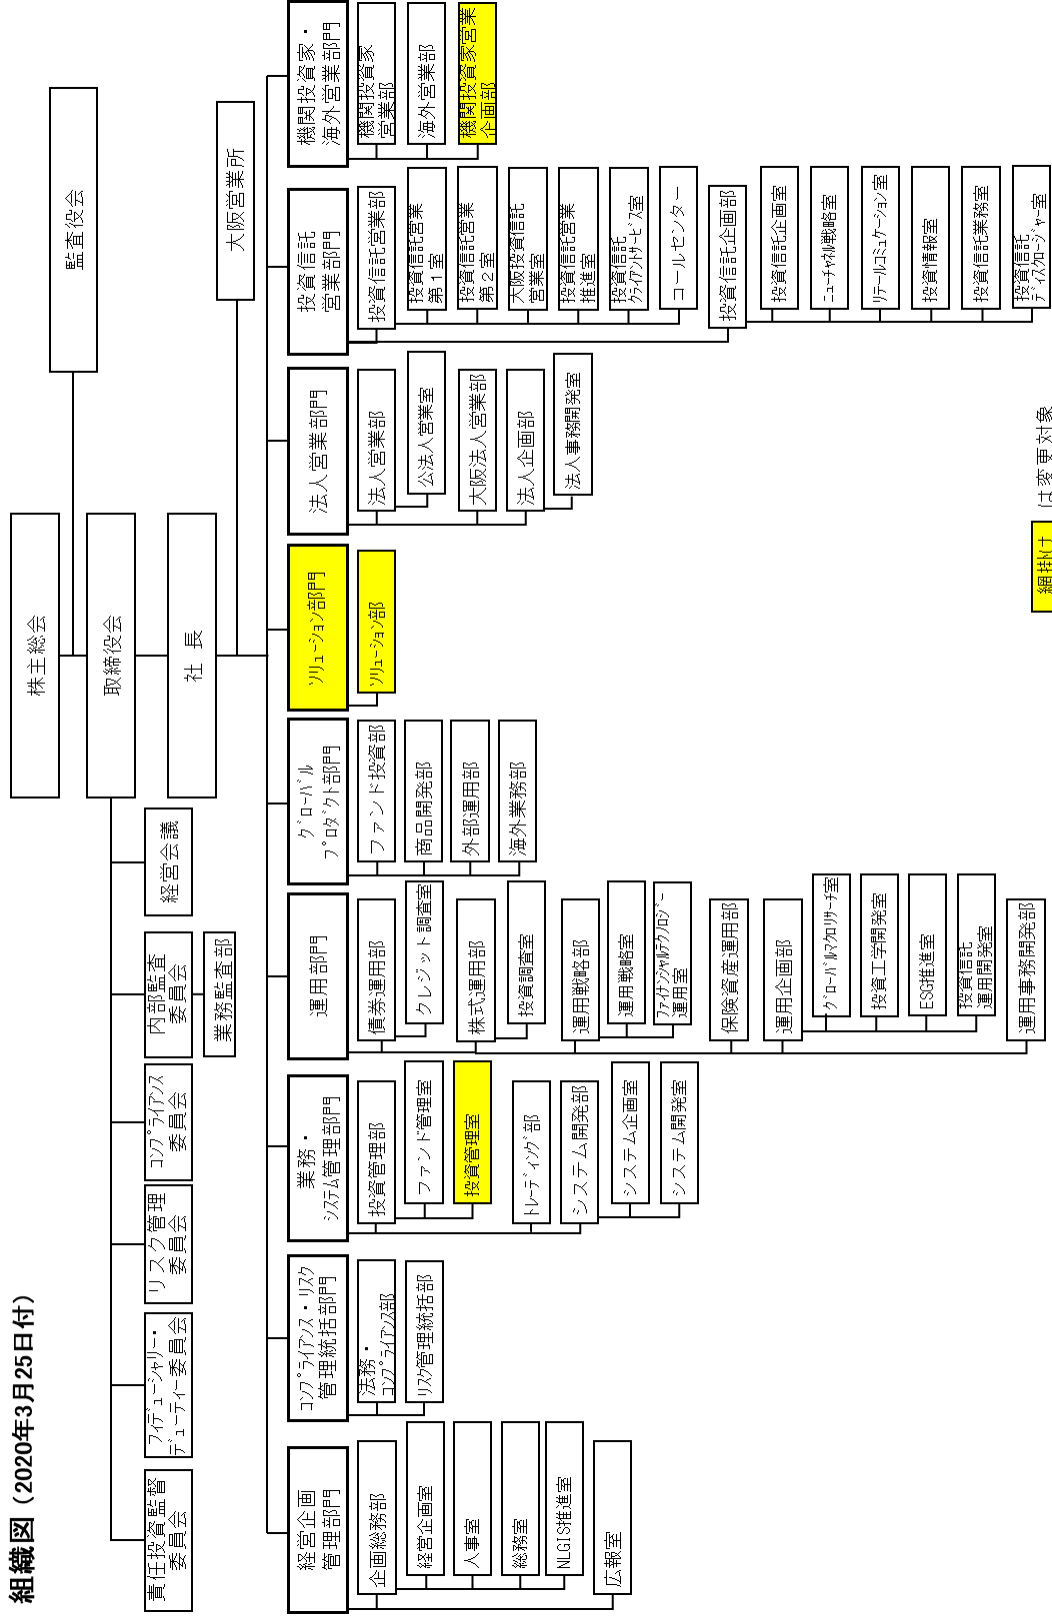 組織図（2020年3月25日付）
株主総会
監査役会
取締役会
社 長
大阪営業所
経営会議
内部監査
委員会
業務監査部
コンプライアンス
委員会
リスク管理
委員会
フィデューシャリー・
デューティー委員会
責任投資監督
委員会
経営企画
管理部門
企画総務部
経営企画室
人事室
総務室
NLGIS推進室
広報室
コンプライアンス・リスク
管理統括部門
法務・
コンプライアンス部
リスク管理統括部
業務・
システム管理部門
投資管理部
ファンド管理室
投資管理室
トレーディング部
システム開発部
システム企画室
システム開発室
運用部門
債券運用部
クレジット調査室
株式運用部
投資調査室
運用戦略部
運用戦略室
ファイナンシャルテクノロジー
運用室
保険資産運用部
運用企画部
グローバルマクロリサーチ室
投資工学開発室
ESG推進室
投資信託
運用開発室
運用事務開発部
グローバル
プロダクト部門
ファンド投資部
商品開発部
外部運用部
海外業務部
ソリューション部門
ソリューション部
法人営業部門
法人営業部
公法人営業室
大阪法人営業部
法人企画部
法人事務開発室
投資信託
営業部門
投資信託営業部
投資信託営業
第１室
投資信託営業
第２室
大阪投資信託
営業室
投資信託営業
推進室
投資信託
クライアントサービス室
コールセンター
投資信託企画部
投資信託企画室
ニューチャネル戦略室
リテールコミュニケーション室
投資情報室
投資信託業務室
投資信託
ディスクロージャー室
機関投資家・
海外営業部門
機関投資家
営業部
海外営業部
機関投資家営業
企画部
網掛け は変更対象